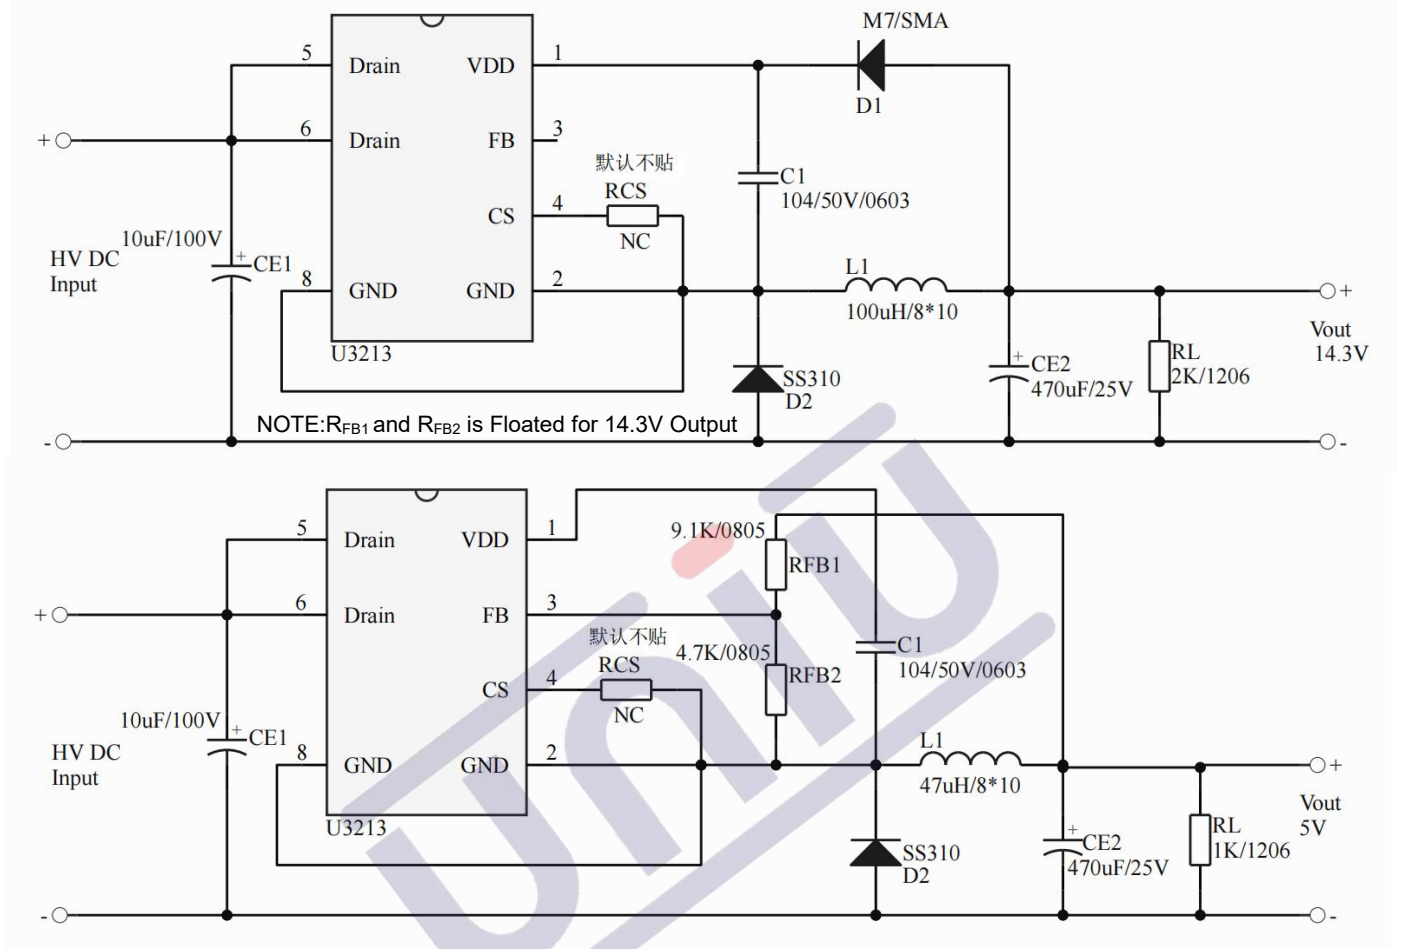 M7/SMA
5
Drain
VDD
1
D1
+
6
Drain
FB
3
默认不贴
RCS
C1
104/50V/0603
CS
4
NC
10uF/100V
+
CE1
HV DC
Input
8
GND
GND
2
L1
100uH/8*10
+
Vout
14.3V
U3213
SS310
D2
+
CE2
470uF/25V
RL
2K/1206
NOTE:RFB1 and RFB2 is Floated for 14.3V Output
-
-
5
Drain
VDD
1
9.1K/0805
RFB1
+
6
Drain
FB
3
默认不贴
RCS
4.7K/0805
RFB2
C1
104/50V/0603
CS
4
NC
10uF/100V
+
CE1
HV DC
Input
8
GND
GND
2
L1
47uH/8*10
+
Vout
5V
U3213
SS310
D2
+
CE2
470uF/25V
RL
1K/1206
-
-
uniU